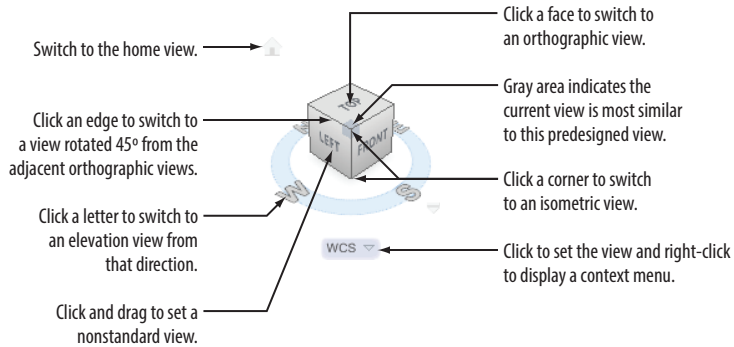 Switch to the home view.
Click an edge to switch to
a view rotated 45º from the
adjacent orthographic views.
Click a letter to switch to
an elevation view from
that direction.
Click and drag to set a
nonstandard view.
TOP
LEFT
FRONT
W
S
WCS
Click a face to switch to
an orthographic view.
Gray area indicates the
current view is most similar
to this predesigned view.
Click a corner to switch
to an isometric view.
Click to set the view and right-click
to display a context menu.